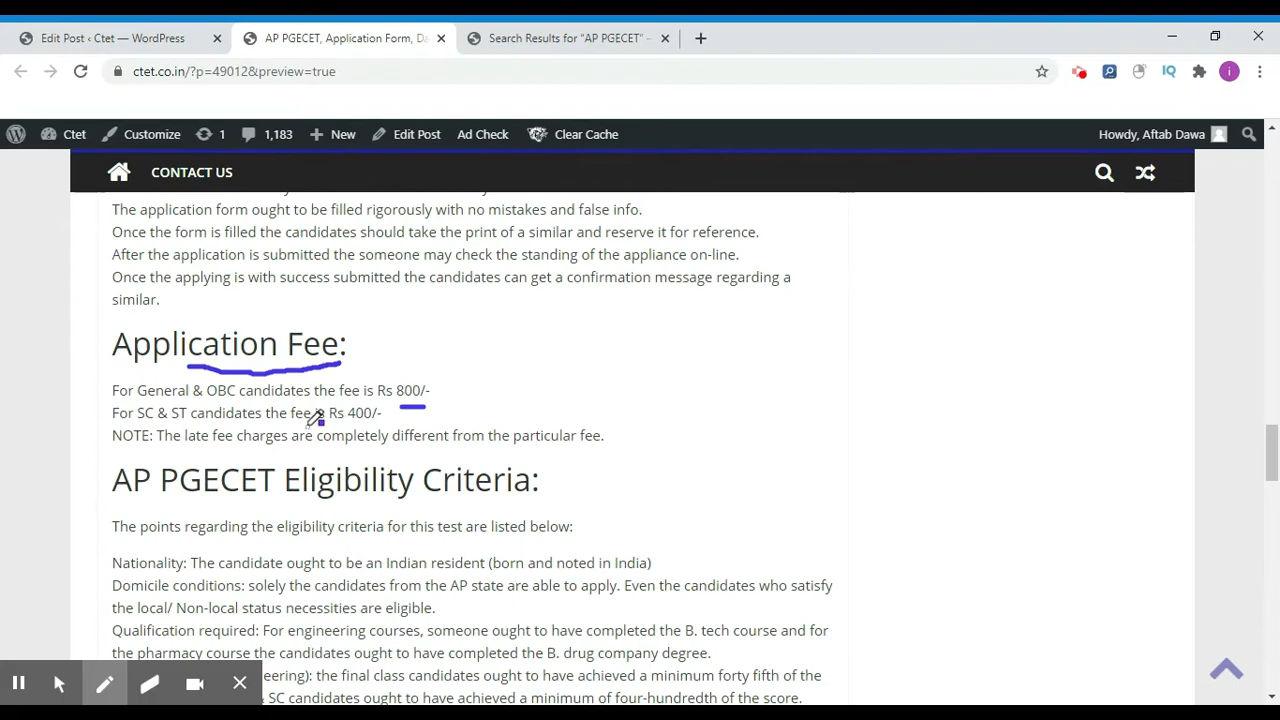 Edit Post ‹ Ctet — WordPress
AP PGECET, Application Form, Da
Search Results for "AP PGECET" –
ctet.co.in/?p=49012&preview=true
Ctet Customize 1 1,183 New Edit Post Ad Check Clear Cache Howdy, Aftab Dawa
CONTACT US
The application form ought to be filled rigorously with no mistakes and false info.
Once the form is filled the candidates should take the print of a similar and reserve it for reference.
After the application is submitted the someone may check the standing of the appliance on-line.
Once the applying is with success submitted the candidates can get a confirmation message regarding a
similar.
Application Fee:
For General & OBC candidates the fee is Rs 800/-
For SC & ST candidates the fee is Rs 400/-
NOTE: The late fee charges are completely different from the particular fee.
AP PGECET Eligibility Criteria:
The points regarding the eligibility criteria for this test are listed below:
Nationality: The candidate ought to be an Indian resident (born and noted in India)
Domicile conditions: solely the candidates from the AP state are able to apply. Even the candidates who satisfy
the local/ Non-local status necessities are eligible.
Qualification required: For engineering courses, someone ought to have completed the B. tech course and for
the pharmacy course the candidates ought to have completed the B. drug company degree.
eering): the final class candidates ought to have achieved a minimum forty fifth of the
& SC candidates ought to have achieved a minimum of four-hundredth of the score.